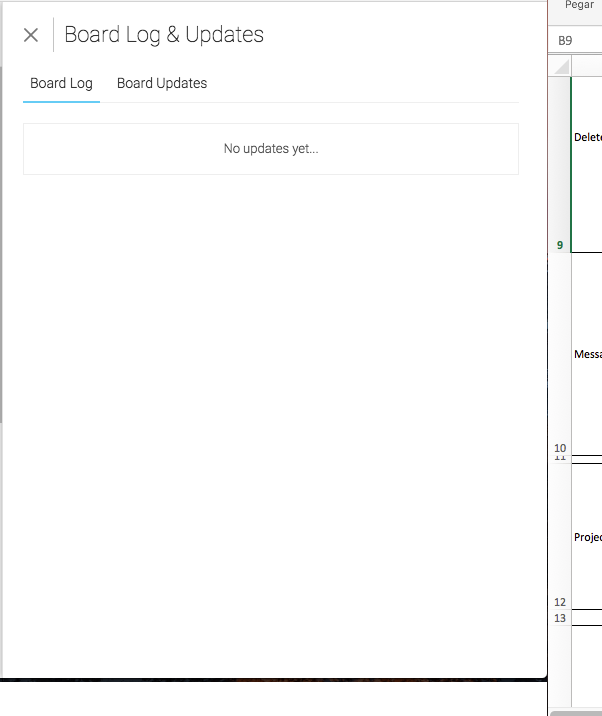 Board Log & Updates
Board Log
Board Updates
No updates yet...
Pegar
B9
9
10
11
12
13